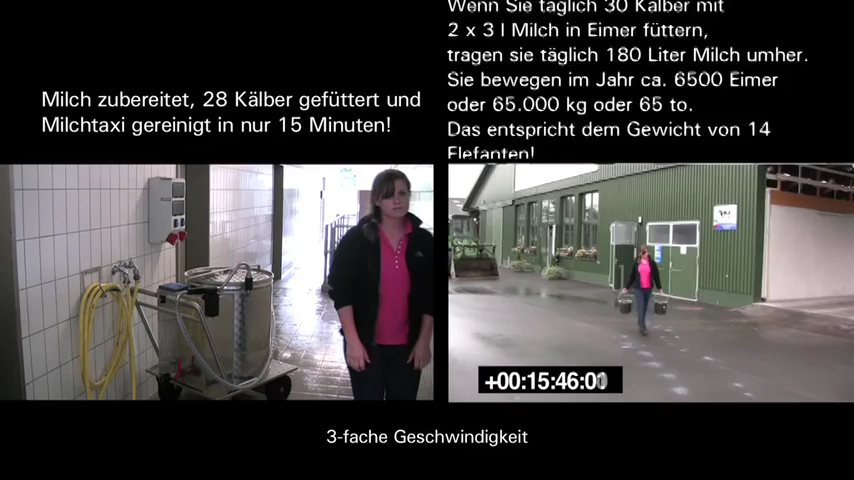 Wenn Sie täglich 30 Kälber mit
2 x 3 l Milch in Eimer füttern,
tragen sie täglich 180 Liter Milch umher.
Sie bewegen im Jahr ca. 6500 Eimer
oder 65.000 kg oder 65 to.
Das entspricht dem Gewicht von 14
Elefanten!
Milch zubereitet, 28 Kälber gefüttert und
Milchtaxi gereinigt in nur 15 Minuten!
+00:15:46:00
3-fache Geschwindigkeit